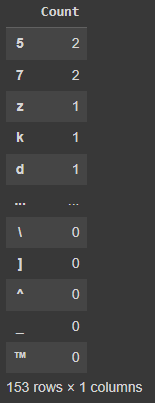 Count
5 2
7 2
z 1
k 1
d 1
... ...
\ 0
] 0
^ 0
_ 0
™ 0
153 rows × 1 columns